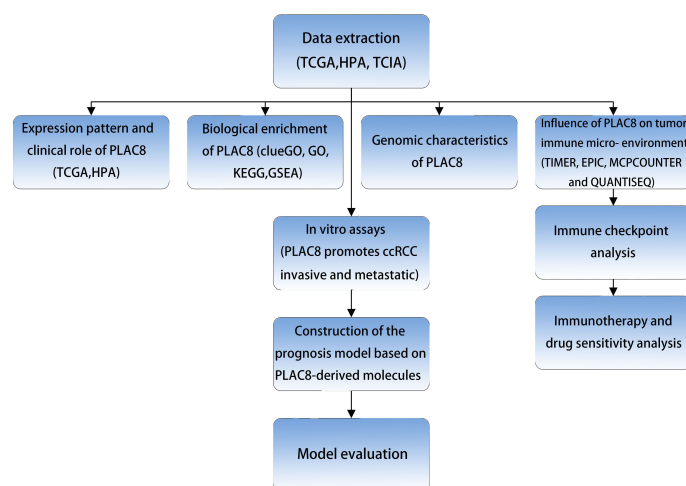 Data extraction
(TCGA,HPA, TCIA)
Expression pattern and
clinical role of PLAC8
(TCGA,HPA)
Biological enrichment
of PLAC8 (clueGO, GO,
KEGG,GSEA)
Genomic characteristics
of PLAC8
Influence of PLAC8 on tumor
immune micro- environment
(TIMER, EPIC, MCPCOUNTER
and QUANTISEQ)
In vitro assays
(PLAC8 promotes ccRCC
invasive and metastatic)
Immune checkpoint
analysis
Construction of the
prognosis model based on
PLAC8-derived molecules
Immunotherapy and
drug sensitivity analysis
Model evaluation